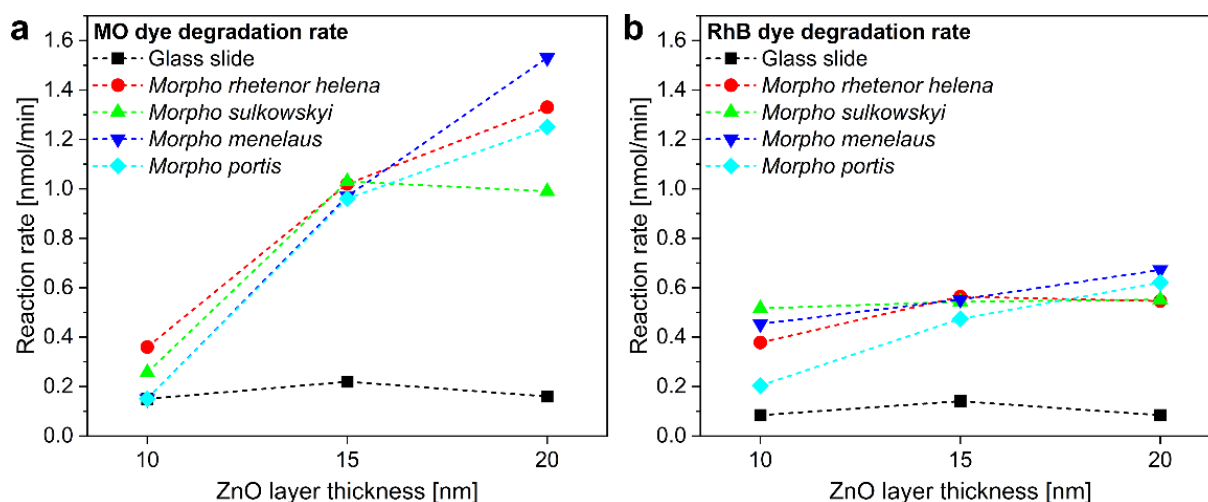 a
MO dye degradation rate
Glass slide
Morpho rhetenor helena
Morpho sulkowskyi
Morpho menelaus
Morpho portis
1.6
1.4
1.2
1.0
0.8
0.6
0.4
0.2
0.0
Reaction rate [nmol/min]
10
15
20
ZnO layer thickness [nm]
b
RhB dye degradation rate
Glass slide
Morpho rhetenor helena
Morpho sulkowskyi
Morpho menelaus
Morpho portis
1.6
1.4
1.2
1.0
0.8
0.6
0.4
0.2
0.0
Reaction rate [nmol/min]
10
15
20
ZnO layer thickness [nm]